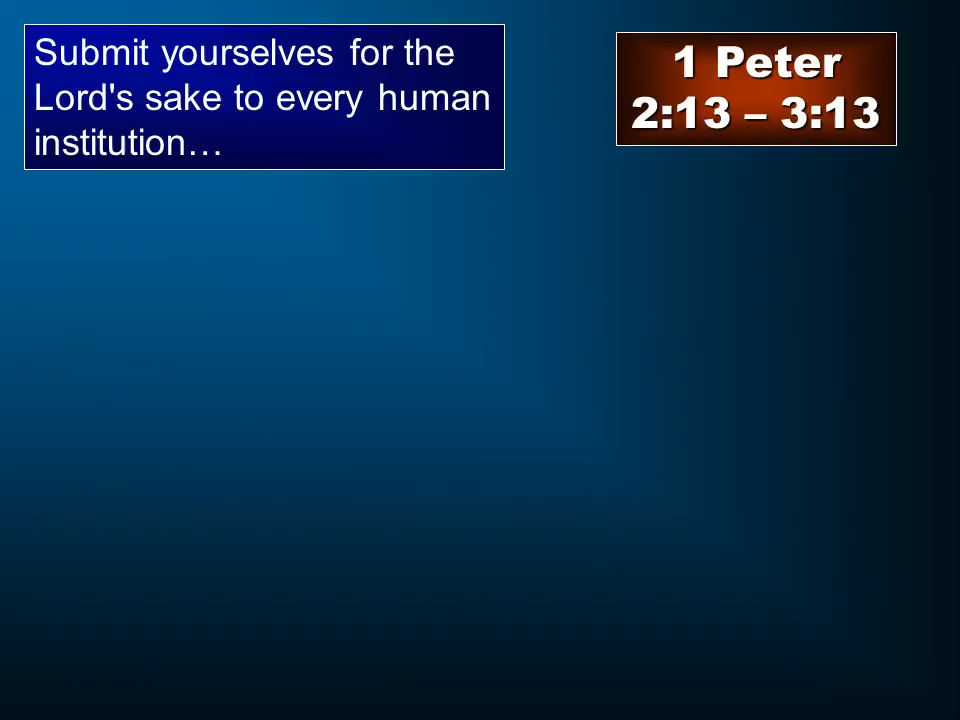 Submit yourselves for the
Lord's sake to every human
institution…
1 Peter
2:13 – 3:13